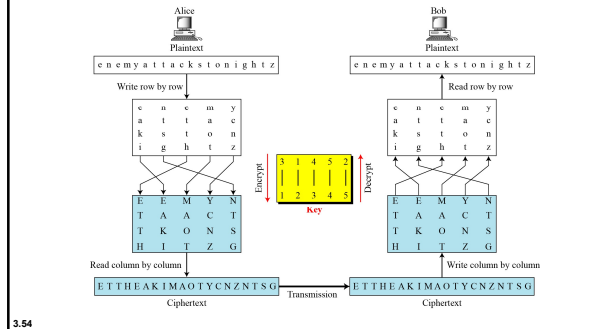 Alice
Plaintext
e n e m y a t t a c k s t o n i g h t z
Write row by row
e n e m y
a t t a c
k s t o n
i g h t z
E E M Y N
T A A C T
T K O N S
H I T Z G
Read column by column
E T T H E A K I M A O T Y C N Z N T S G
Ciphertext
Encrypt
3 1 4 5 2
1 2 3 4 5
Key
Decrypt
Transmission
Bob
Plaintext
e n e m y a t t a c k s t o n i g h t z
Read row by row
e n e m y
a t t a c
k s t o n
i g h t z
E E M Y N
T A A C T
T K O N S
H I T Z G
Write column by column
E T T H E A K I M A O T Y C N Z N T S G
Ciphertext
3.54